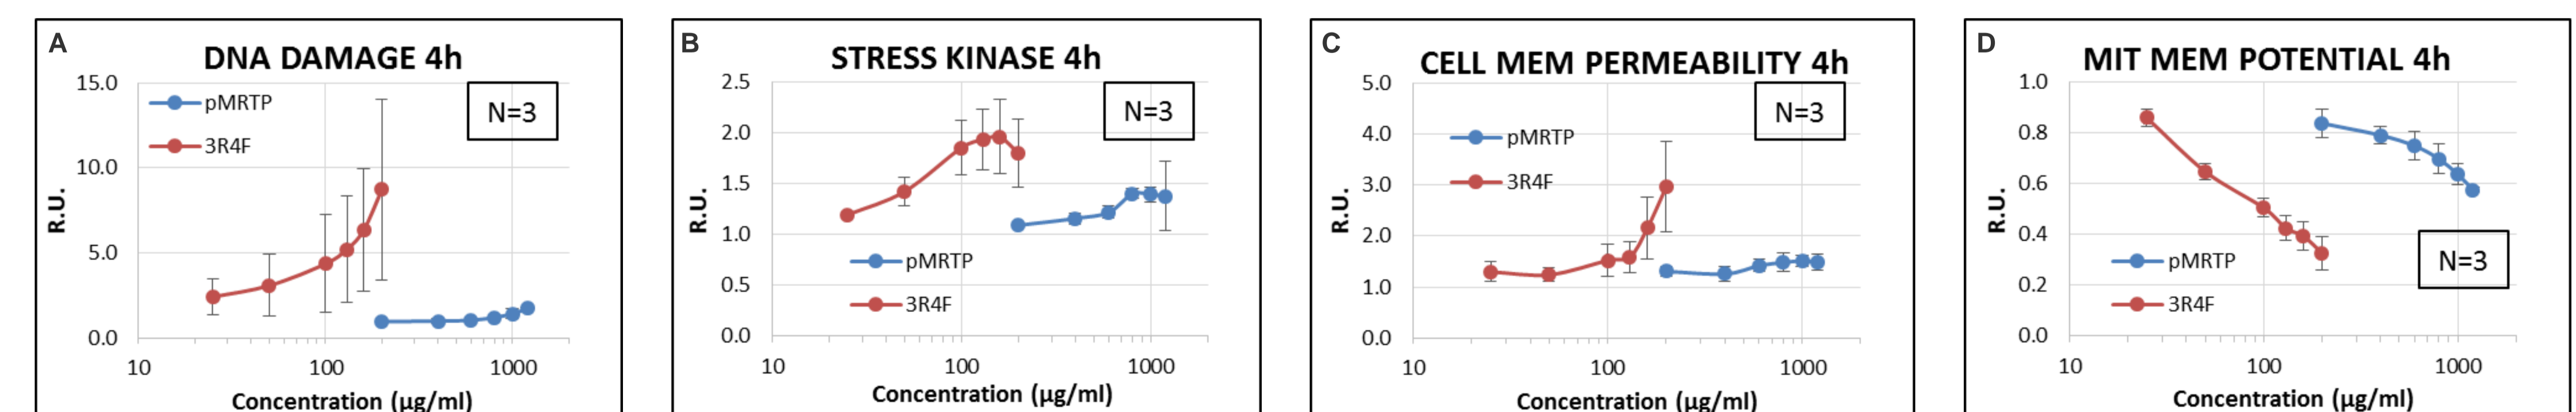 A
DNA DAMAGE 4h
15.0
10.0
5.0
0.0
R.U.
pMRTP
3R4F
N=3
10
100
1000
Concentration (µg/ml)
B
STRESS KINASE 4h
2.5
2.0
1.5
1.0
0.5
0.0
R.U.
N=3
pMRTP
3R4F
10
100
1000
Concentration (µg/ml)
C
CELL MEM PERMEABILITY 4h
5.0
4.0
3.0
2.0
1.0
0.0
R.U.
N=3
pMRTP
3R4F
10
100
1000
Concentration (µg/ml)
D
MIT MEM POTENTIAL 4h
1.0
0.8
0.6
0.4
0.2
0.0
R.U.
pMRTP
3R4F
N=3
10
100
1000
Concentration (µg/ml)